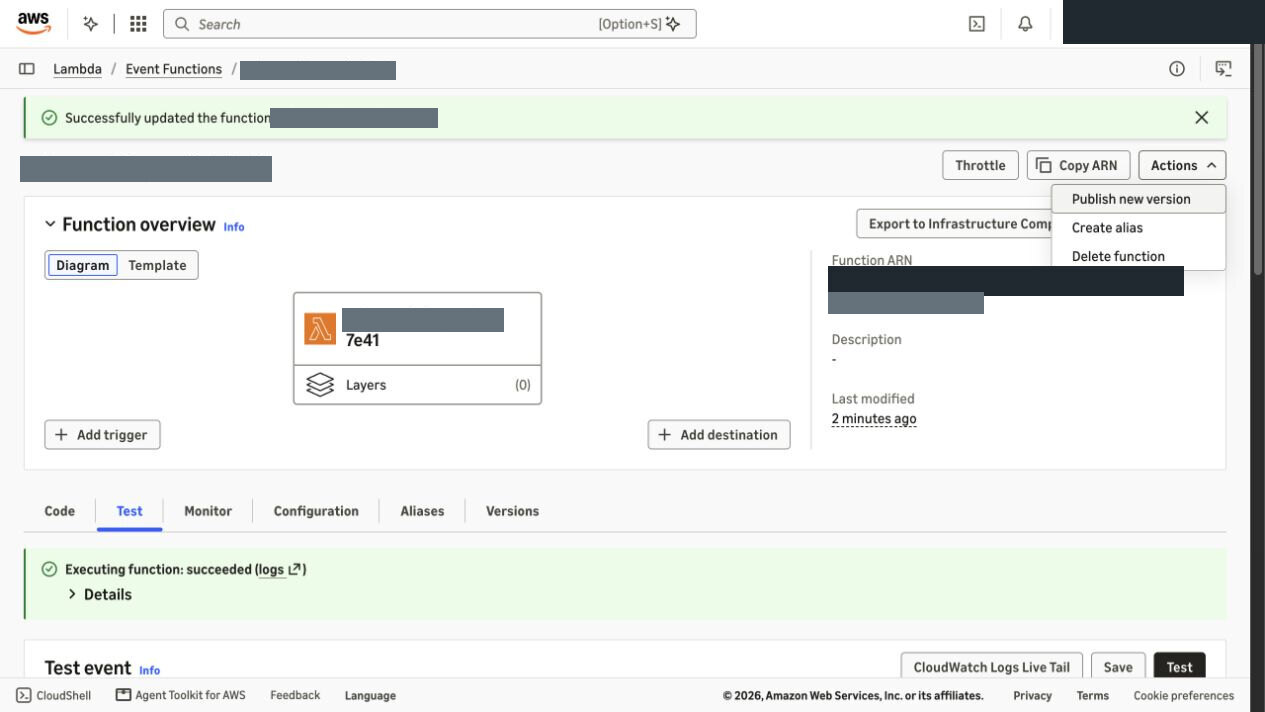 aws
Search [Option+S]
Lambda / Event Functions /
Successfully updated the function
Throttle Copy ARN Actions
Publish new version
Create alias
Delete function
Function overview Info
Export to Infrastructure Comp
Diagram Template
Function ARN
7e41
Layers (0)
Description
-
Last modified
2 minutes ago
+ Add trigger
+ Add destination
Code Test Monitor Configuration Aliases Versions
Executing function: succeeded (logs)
Details
Test event Info
CloudWatch Logs Live Tail Save Test
CloudShell Agent Toolkit for AWS Feedback Language © 2026, Amazon Web Services, Inc. or its affiliates. Privacy Terms Cookie preferences